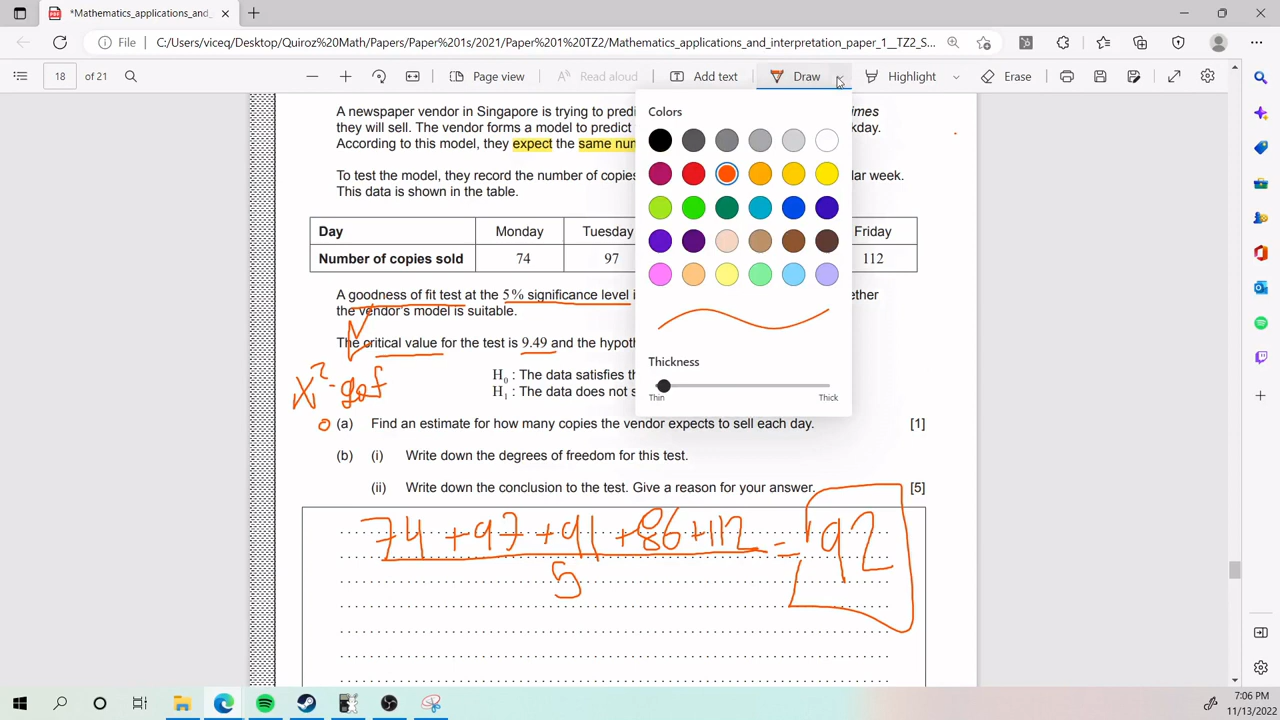 *Mathematics_applications_and_
File C:/Users/viceq/Desktop/Quiroz%20Math/Papers/Paper%201s/2021/Paper%201%20TZ2/Mathematics_applications_and_interpretation_paper_1__TZ2_S...
18 of 21 Page view Read aloud Add text Draw Highlight Erase
Colors
Thickness
Thin Thick
A newspaper vendor in Singapore is trying to predi imes
they will sell. The vendor forms a model to predict kday.
According to this model, they expect the same num
To test the model, they record the number of copies lar week.
This data is shown in the table.
Day Monday Tuesday Friday
Number of copies sold 74 97 112
A goodness of fit test at the 5% significance level i ether
the vendor's model is suitable.
The critical value for the test is 9.49 and the hypoth
H0 : The data satisfies th
H1 : The data does not s
X² - gof
(a) Find an estimate for how many copies the vendor expects to sell each day. [1]
(b) (i) Write down the degrees of freedom for this test.
(ii) Write down the conclusion to the test. Give a reason for your answer. [5]
74 + 97 + 91 + 86 + 112 = 92
5
7:06 PM
11/13/2022